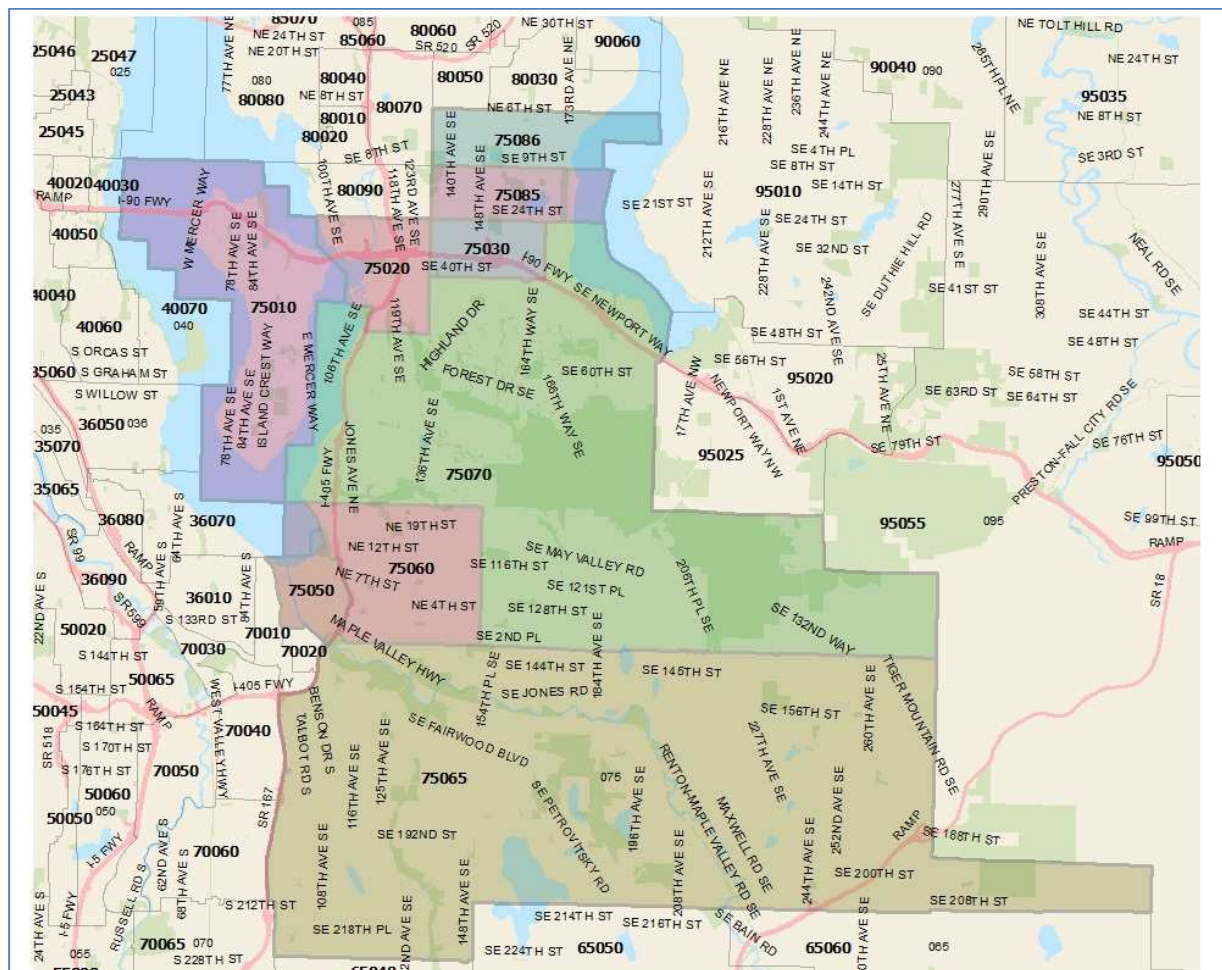 85070
085
80060
NE 30TH ST
NE TOLT HILL RD
NE 24TH ST
85060
SR 520
SR 520
90060
25046
25047
77TH AVE NE
NE 20TH ST
025
80040
80050
80030
173RD AVE NE
216TH AVE NE
228TH AVE NE
236TH AVE NE
244TH AVE NE
90040
090
285TH PL NE
NE 24TH ST
080
NE 8TH ST
25043
80080
80070
NE 6TH ST
95035
80010
NE 8TH ST
25045
80020
SE 8TH ST
140TH AVE SE
75086
SE 9TH ST
SE 4TH PL
SE 8TH ST
SE 3RD ST
40020
40030
80090
100TH AVE SE
118TH AVE SE
123RD AVE SE
148TH AVE SE
75085
95010
SE 14TH ST
277TH AVE SE
290TH AVE SE
RAMP
I-90 FWY
W MERCER WAY
SE 24TH ST
SE 21ST ST
212TH AVE SE
228TH AVE SE
SE 24TH ST
40050
78TH AVE SE
84TH AVE SE
75030
SE 32ND ST
SE DUTHIE HILL RD
308TH AVE SE
NEAL RD SE
75020
SE 40TH ST
I-90 FWY
SE NEWPORT WAY
242ND AVE SE
SE 41ST ST
40040
40070
75010
040
40060
106TH AVE SE
119TH AVE SE
HIGHLAND DR
164TH WAY SE
SE 48TH ST
SE 44TH ST
SE 48TH ST
S ORCAS ST
ISLAND CREST WAY
E MERCER WAY
SE 56TH ST
35060
S GRAHAM ST
FOREST DR SE
SE 60TH ST
95020
SE 58TH ST
S WILLOW ST
166TH WAY SE
17TH AVE NW
NEWPORT WAY NW
1ST AVE NE
25TH AVE NE
SE 63RD ST
SE 64TH ST
36050
036
035
35070
78TH AVE SE
84TH AVE SE
I-405 FWY
JONES AVE NE
136TH AVE SE
75070
95025
SE 79TH ST
PRESTON-FALL CITY RD SE
SE 76TH ST
95050
35065
64TH AVE S
36080
36070
NE 19TH ST
95055
095
SE 99TH ST
SR 99
RAMP
NE 12TH ST
SE MAY VALLEY RD
RAMP
36090
59TH AVE S
84TH AVE S
75050
NE 7TH ST
75060
SE 116TH ST
206TH PL SE
SR 18
22ND AVE S
36010
SE 121ST PL
NE 4TH ST
SE 128TH ST
SE 132ND WAY
50020
SR 599
S 133RD ST
70010
MAPLE VALLEY HWY
SE 2ND PL
S 144TH ST
70030
70020
154TH PL SE
SE 144TH ST
184TH AVE SE
SE 145TH ST
50065
I-405 FWY
S 154TH ST
WEST VALLEY HWY
BENSON DR S
SE JONES RD
260TH AVE SE
TIGER MOUNTAIN RD SE
50045
RAMP
SE 156TH ST
S 164TH ST
70040
TALBOT RD S
SE FAIRWOOD BLVD
227TH AVE SE
SR 518
S 170TH ST
70050
116TH AVE SE
125TH AVE SE
75065
075
RENTON-MAPLE VALLEY RD SE
MAXWELL RD SE
252ND AVE SE
50060
SR 167
SE PETROVITSKY RD
196TH AVE SE
50050
050
SE 192ND ST
RAMP
SE 188TH ST
I-5 FWY
70060
62ND AVE S
68TH AVE S
108TH AVE SE
148TH AVE SE
208TH AVE SE
244TH AVE SE
SE 200TH ST
24TH AVE S
I-5 FWY
RUSSELL RD S
S 212TH ST
SE 208TH ST
SE 214TH ST
SE 216TH ST
SE BAIN RD
SE 218TH PL
055
70065
070
S 228TH ST
SE 224TH ST
65050
65060
065
65040